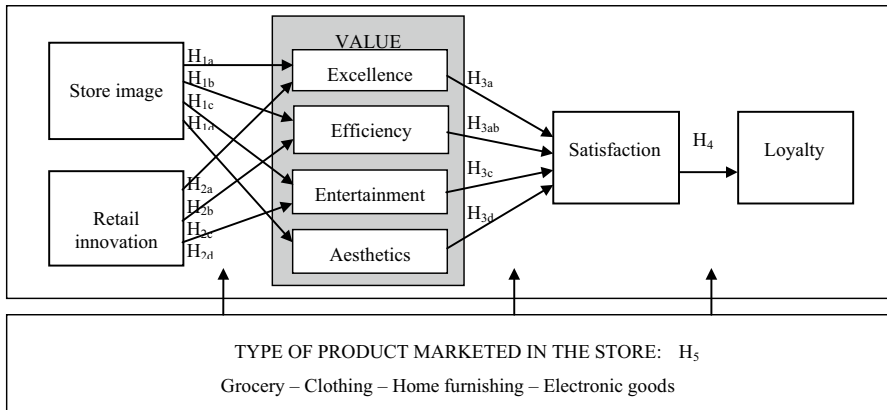 VALUE
Store image
H1a
H1b
H1c
H1d
Excellence
Efficiency
Entertainment
Aesthetics
Retail
innovation
H2a
H2b
H2c
H2d
H3a
H3ab
H3c
H3d
Satisfaction
H4
Loyalty
TYPE OF PRODUCT MARKETED IN THE STORE: H5
Grocery – Clothing – Home furnishing – Electronic goods